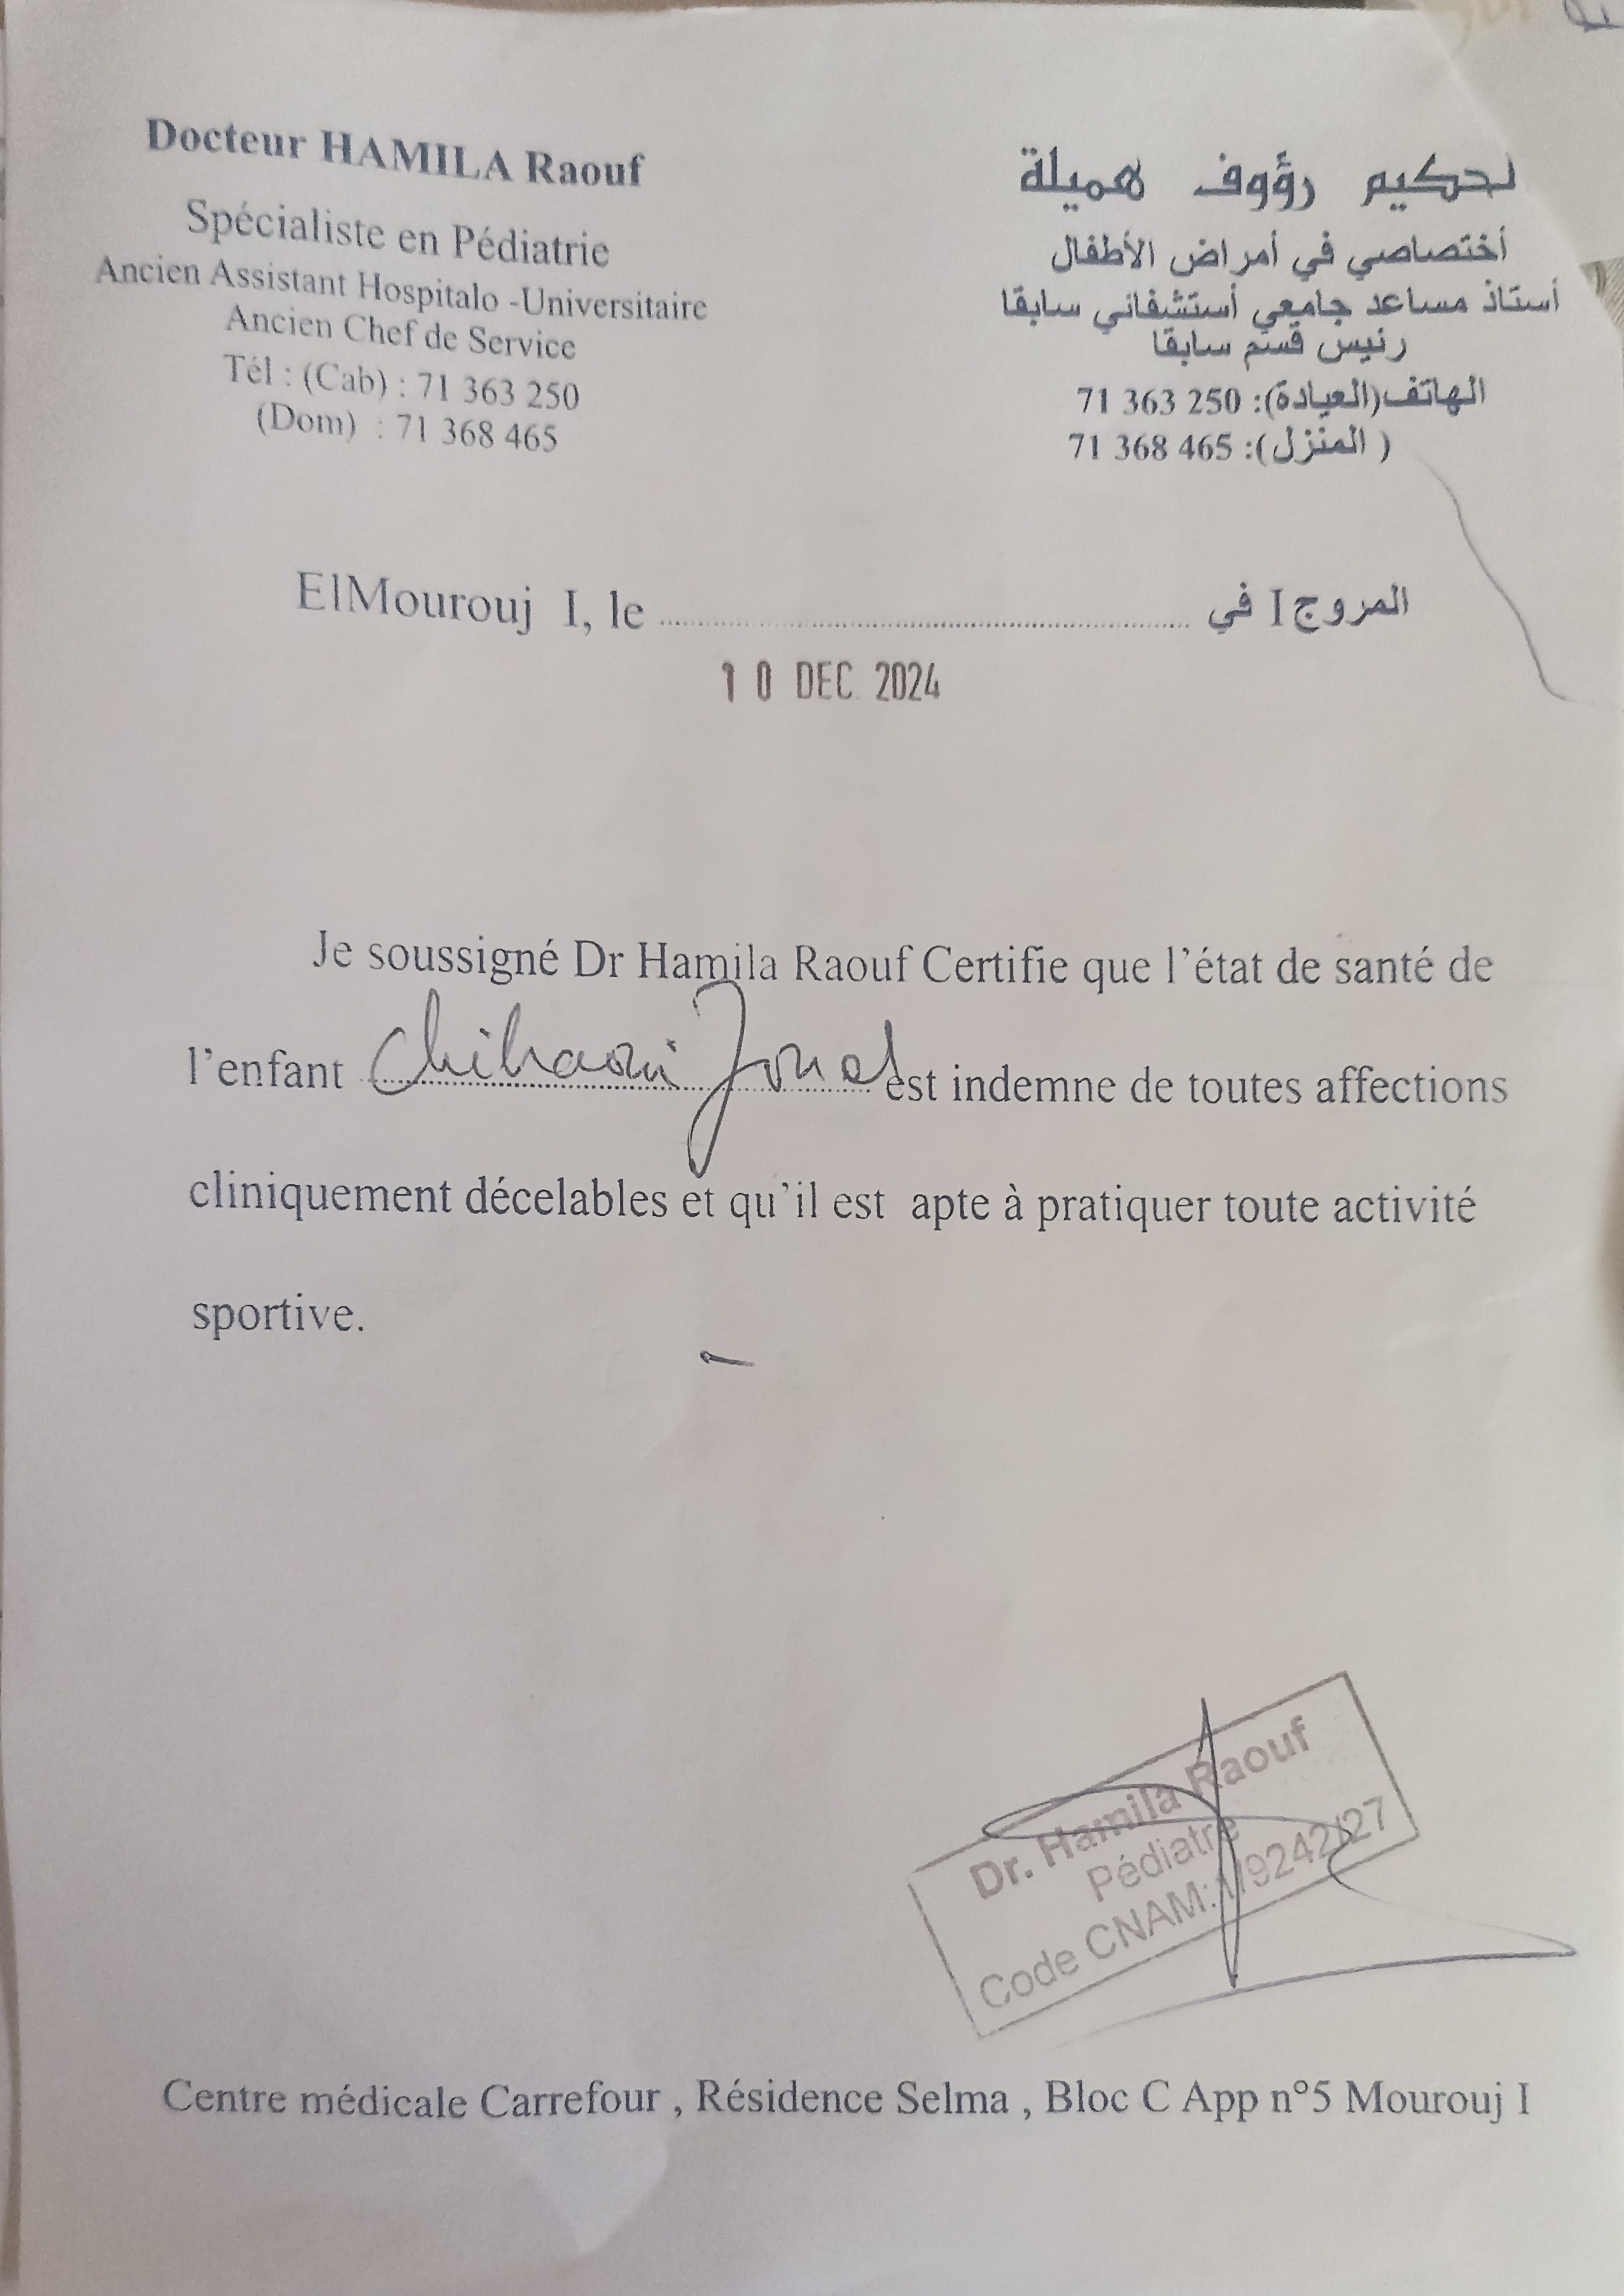 Docteur HAMILA Raouf
Spécialiste en Pédiatrie
Ancien Assistant Hospitalo -Universitaire
Ancien Chef de Service
Tél : (Cab) : 71 363 250
(Dom) : 71 368 465
لحكيم رؤوف هميلة
أختصاصي في أمراض الأطفال
أستاذ مساعد جامعي أستشفائي سابقا
رئيس قسم سابقا
الهاتف(العيادة): 250 363 71
( المنزل): 465 368 71
ElMourouj I, le ........................ المروج I في
10 DEC. 2024
Je soussigné Dr Hamila Raouf Certifie que l'état de santé de
l'enfant Chihaoui est indemne de toutes affections
cliniquement décelables et qu'il est apte à pratiquer toute activité
sportive.
Dr. Hamila Raouf
Pédiatre
Code CNAM:1/9242/27
Centre médicale Carrefour , Résidence Selma , Bloc C App n°5 Mourouj I